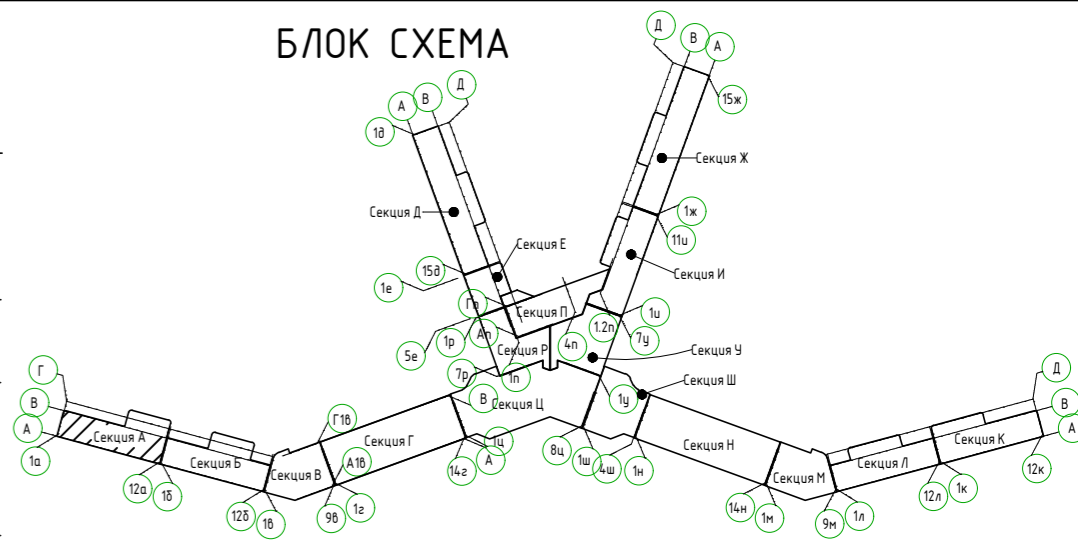 БЛОК СХЕМА
Д
В
А
15ж
А
В
Д
1д
Секция Ж
Секция Д
1ж
11и
Секция Е
Секция И
15д
1е
Гп
Секция П
1и
1.2п
7у
5е
1р
Ап
4п
Секция Р
Секция У
7р
1п
1у
Секция Ш
Г
В
А
1а
Секция А
12а
1б
Секция Б
12б
1в
Секция В
Г1в
А1в
9в
1г
Секция Г
В
Секция Ц
1ц
А
14г
8ц
1ш
4ш
1н
Секция Н
14н
1м
Секция М
9м
1л
Секция Л
12л
1к
Секция К
Д
В
А
12к